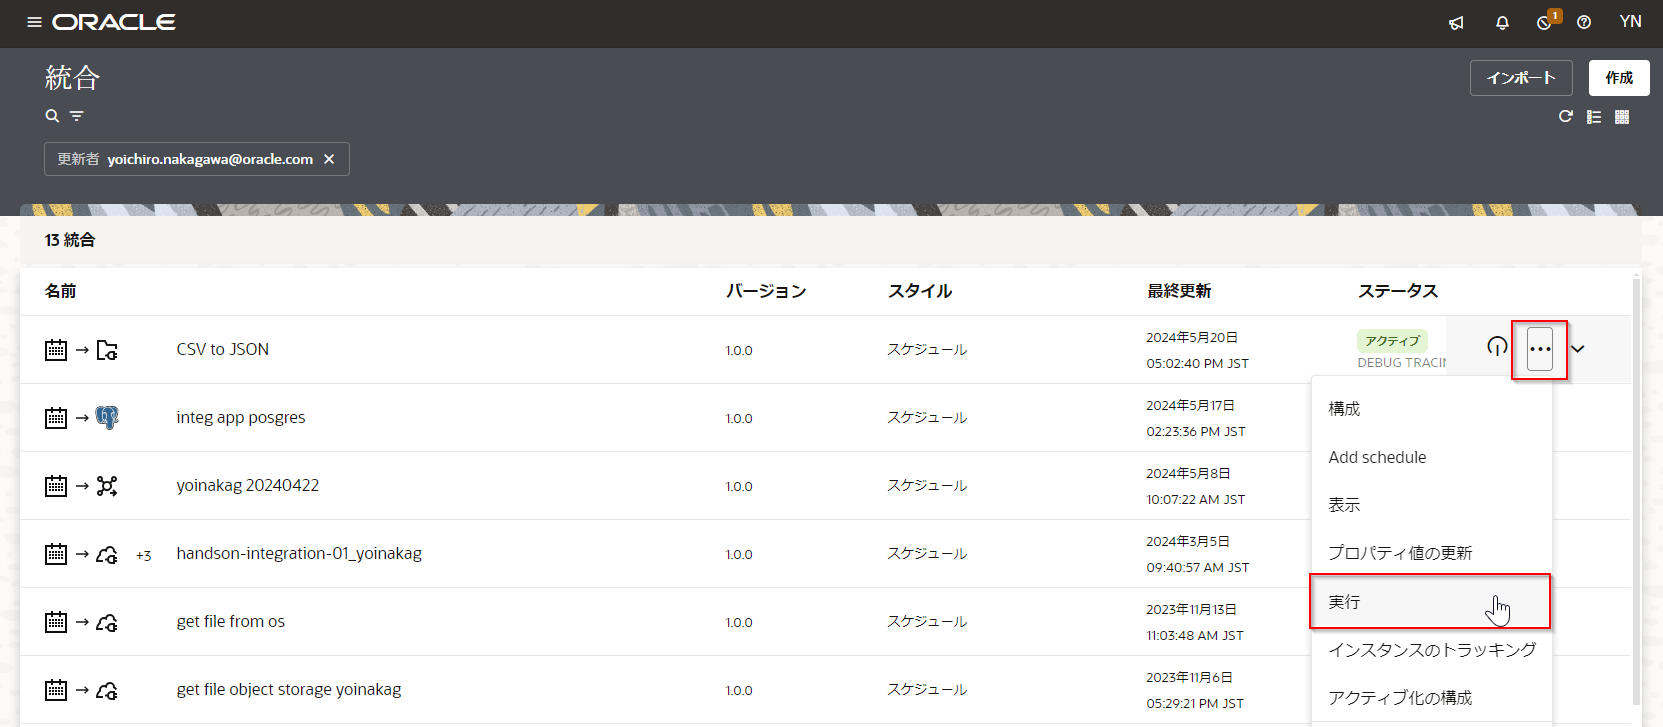 ORACLE
1
YN
統合
インポート
作成
更新者 yoichiro.nakagawa@oracle.com ×
13 統合
名前 バージョン スタイル 最終更新 ステータス
CSV to JSON 1.0.0 スケジュール 2024年5月20日 05:02:40 PM JST アクティブ
DEBUG TRACIN
integ app posgres 1.0.0 スケジュール 2024年5月17日 02:23:36 PM JST
yoinakag 20240422 1.0.0 スケジュール 2024年5月8日 10:07:22 AM JST
+3 handson-integration-01_yoinakag 1.0.0 スケジュール 2024年3月5日 09:40:57 AM JST
get file from os 1.0.0 スケジュール 2023年11月13日 11:03:48 AM JST
get file object storage yoinakag 1.0.0 スケジュール 2023年11月6日 05:29:21 PM JST
構成
Add schedule
表示
プロパティ値の更新
実行
インスタンスのトラッキング
アクティブ化の構成